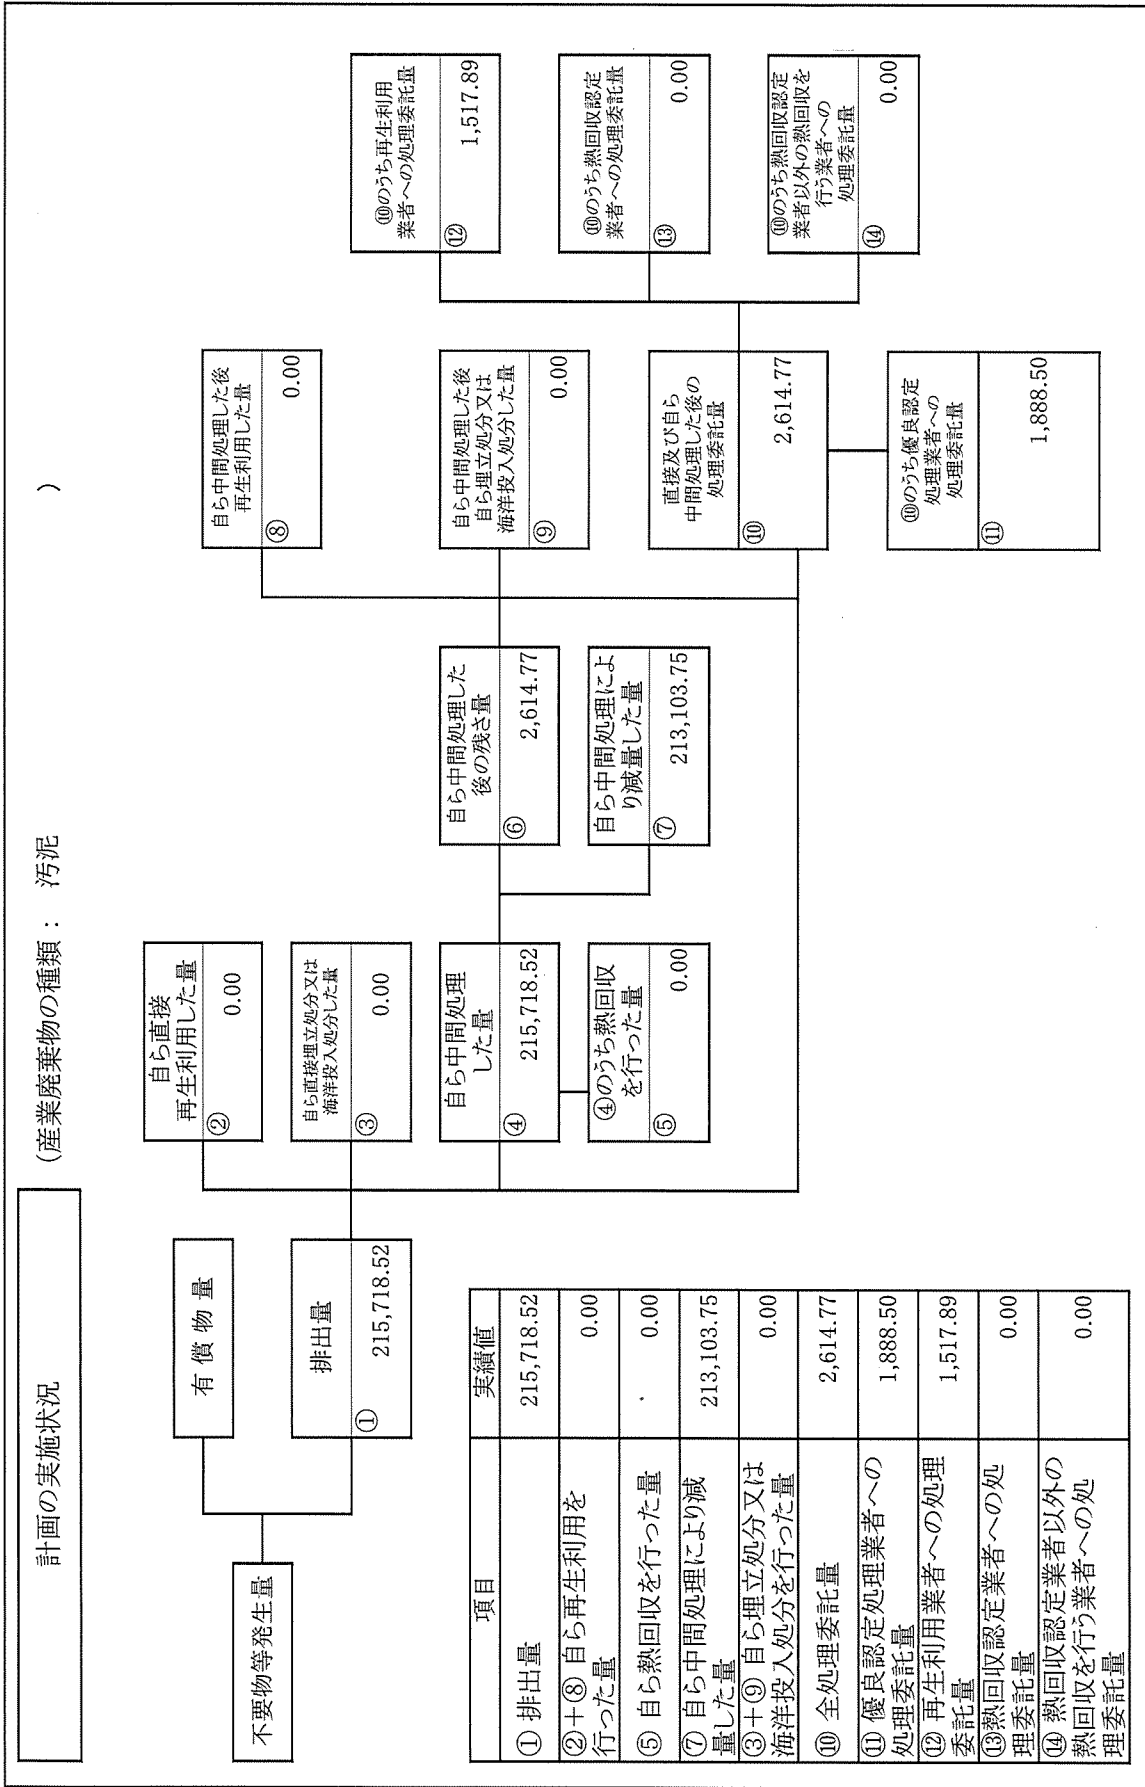 計画の実施状況
(産業廃棄物の種類： 汚泥 )
不要物等発生量
有 償 物 量
排出量
① 215,718.52
自ら直接
再生利用した量
② 0.00
自ら直接埋立処分又は
海洋投入処分した量
③ 0.00
自ら中間処理
した量
④ 215,718.52
④のうち熱回収
を行った量
⑤ 0.00
自ら中間処理した
後の残さ量
⑥ 2,614.77
自ら中間処理によ
り減量した量
⑦ 213,103.75
自ら中間処理した後
再生利用した量
⑧ 0.00
自ら中間処理した後
自ら埋立処分又は
海洋投入処分した量
⑨ 0.00
直接及び自ら
中間処理した後の
処理委託量
⑩ 2,614.77
⑩のうち優良認定
処理業者への
処理委託量
⑪ 1,888.50
⑩のうち再生利用
業者への処理委託量
⑫ 1,517.89
⑩のうち熱回収認定
業者への処理委託量
⑬ 0.00
⑩のうち熱回収認定
業者以外の熱回収を
行う業者への
処理委託量
⑭ 0.00
項目 実績値
① 排出量 215,718.52
②＋⑧ 自ら再生利用を
行った量 0.00
⑤ 自ら熱回収を行った量 0.00
⑦ 自ら中間処理により減
量した量 213,103.75
③＋⑨ 自ら埋立処分又は
海洋投入処分を行った量 0.00
⑩ 全処理委託量 2,614.77
⑪ 優良認定処理業者への
処理委託量 1,888.50
⑫ 再生利用業者への処理
委託量 1,517.89
⑬熱回収認定業者への処
理委託量 0.00
⑭ 熱回収認定業者以外の
熱回収を行う業者への処
理委託量 0.00